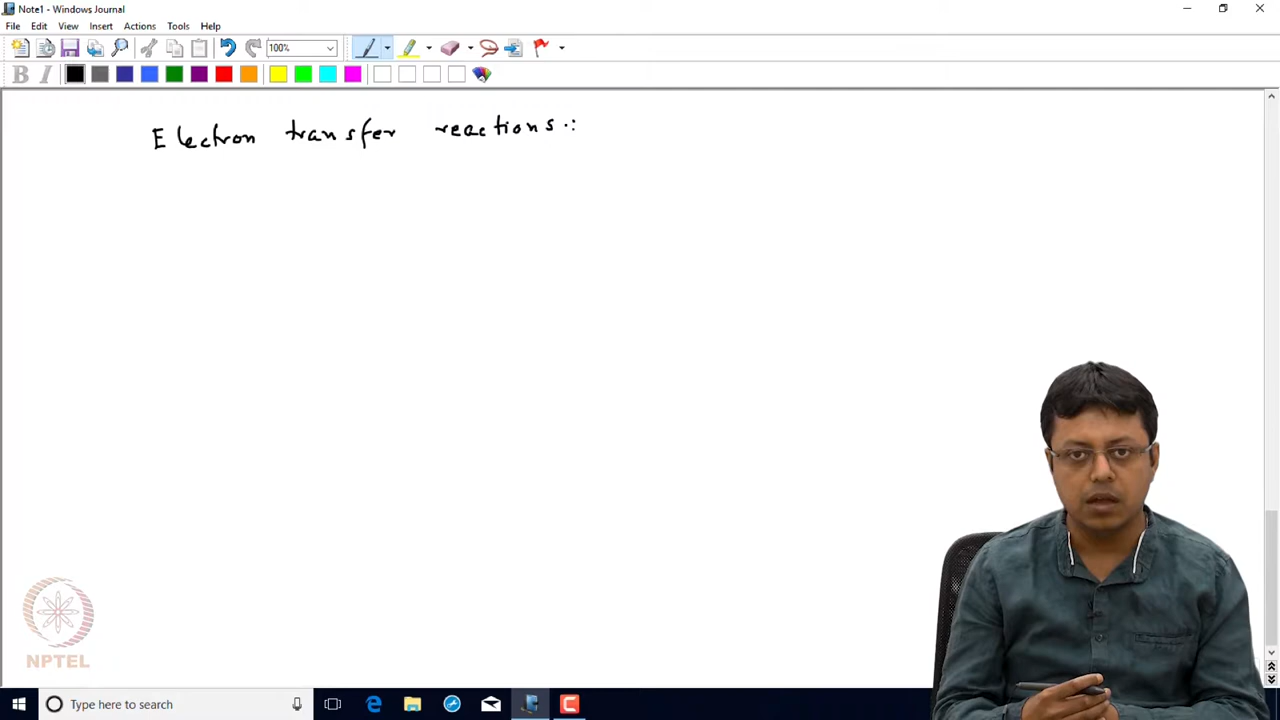 Note1 - Windows Journal
File Edit View Insert Actions Tools Help
100%
B I
Electron transfer reactions :
NPTEL
Type here to search